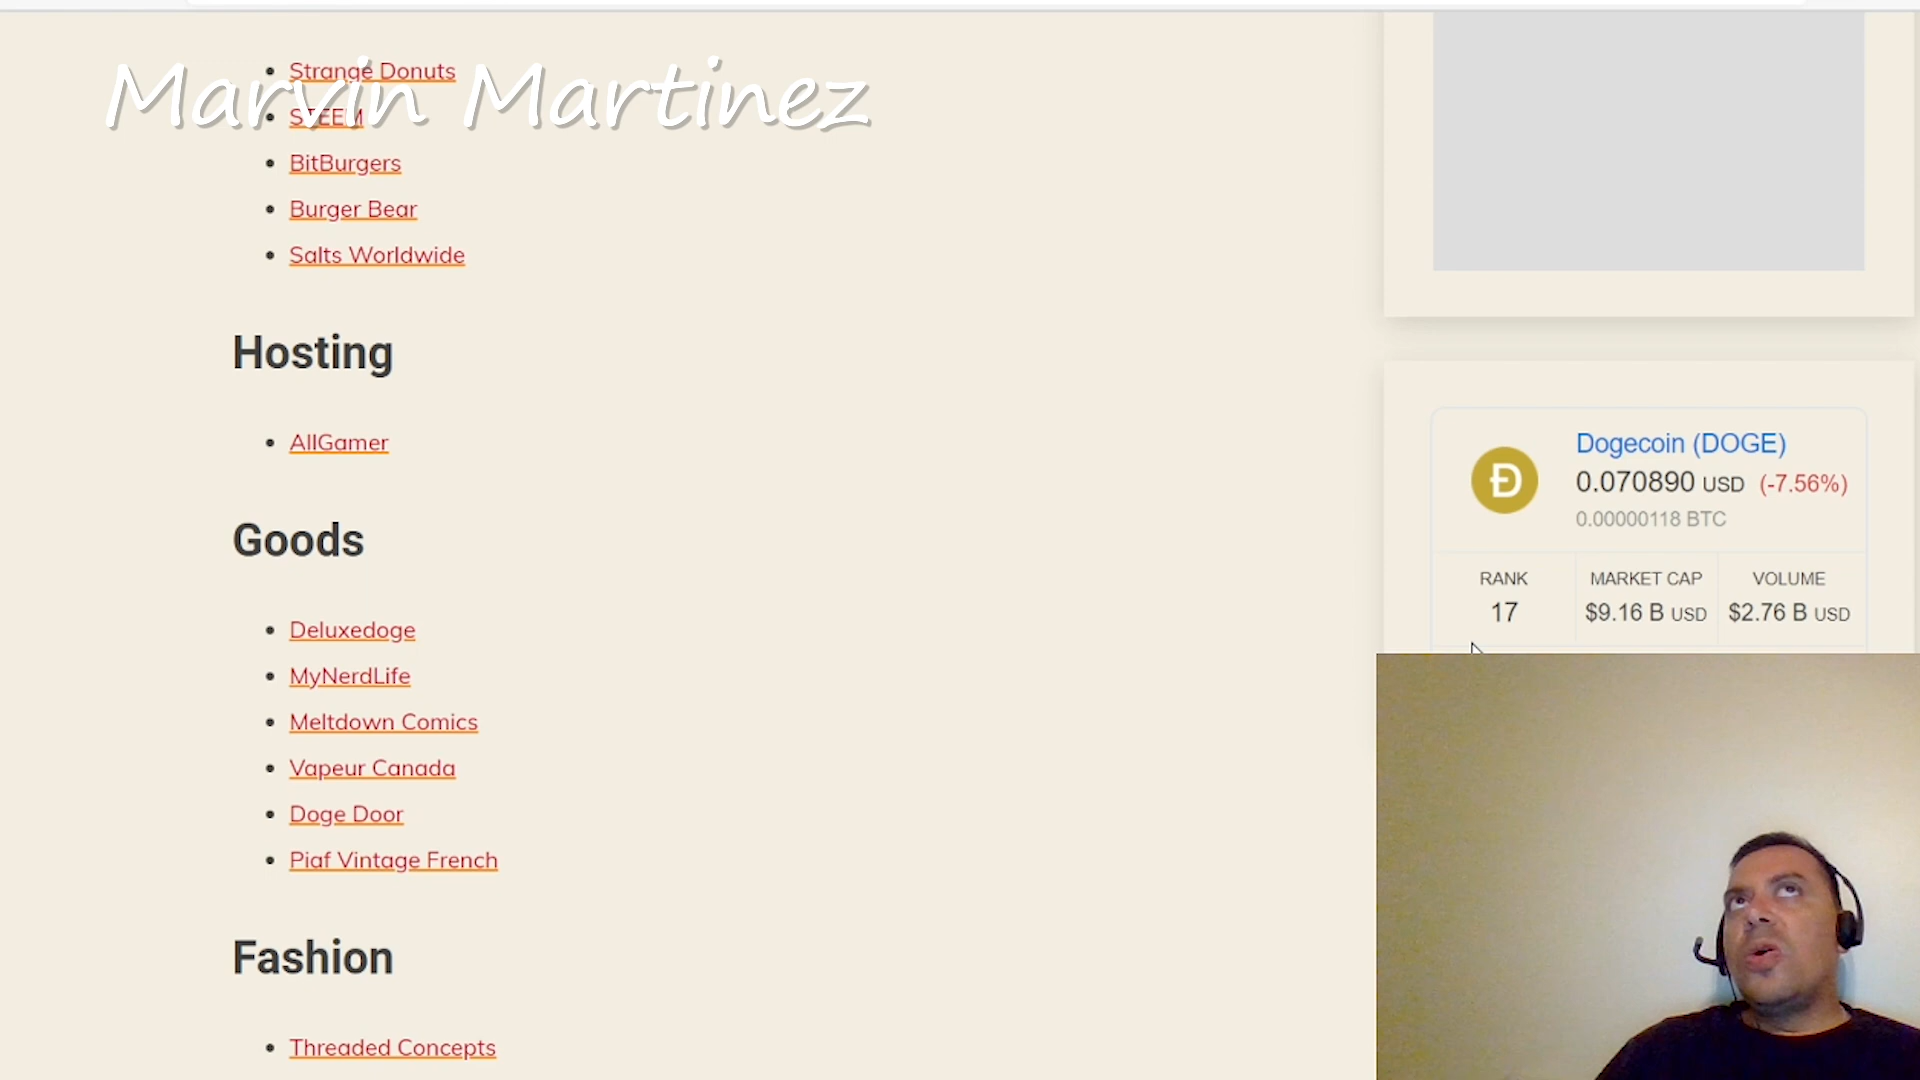 Marvin Martinez
Strange Donuts
STEEM
BitBurgers
Burger Bear
Salts Worldwide
Hosting
AllGamer
Goods
Deluxedoge
MyNerdLife
Meltdown Comics
Vapeur Canada
Doge Door
Piaf Vintage French
Fashion
Threaded Concepts
Dogecoin (DOGE)
0.070890 USD (-7.56%)
0.00000118 BTC
RANK MARKET CAP VOLUME
17 $9.16 B USD $2.76 B USD